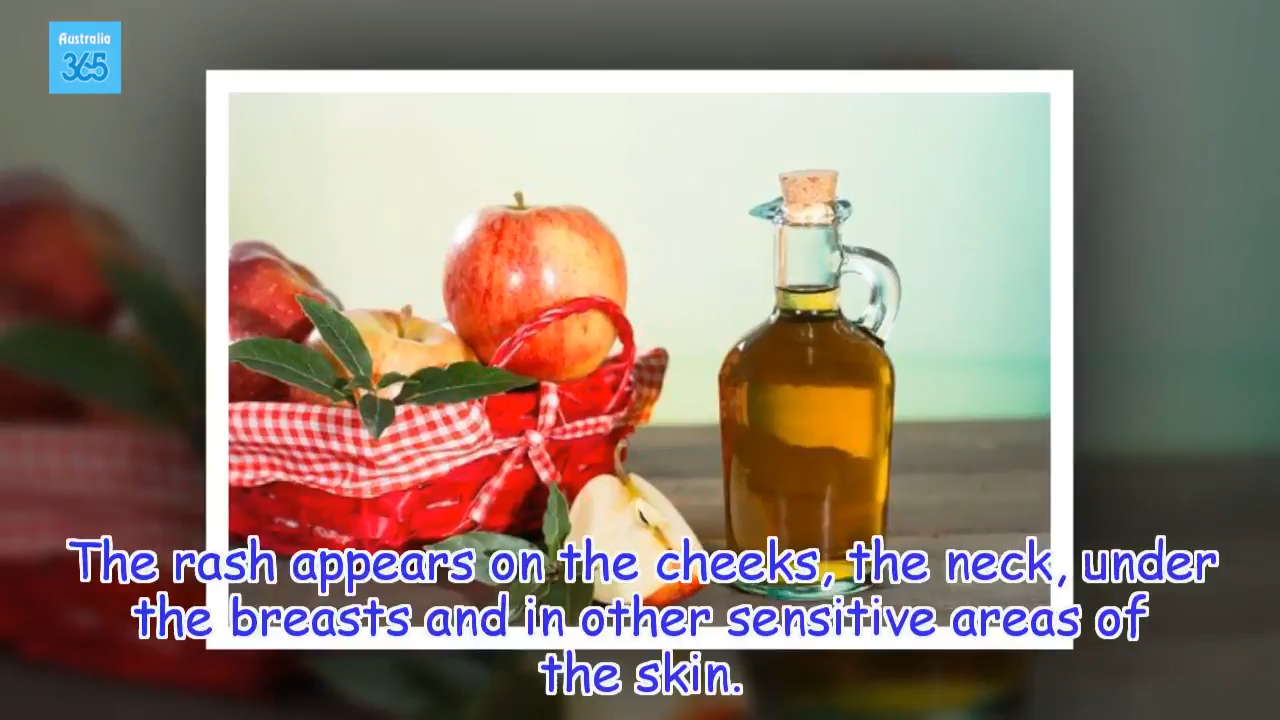 Australia
365
The rash appears on the cheeks, the neck, under
the breasts and in other sensitive areas of
the skin.